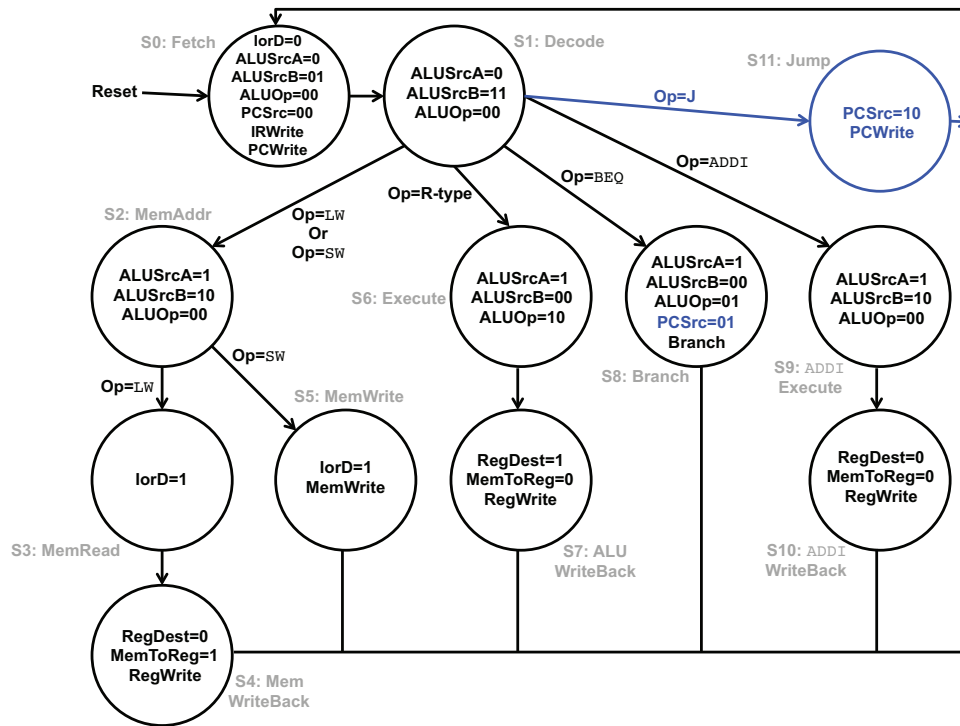 S0: Fetch
IorD=0
ALUSrcA=0
ALUSrcB=01
ALUOp=00
PCSrc=00
IRWrite
PCWrite
Reset
S1: Decode
ALUSrcA=0
ALUSrcB=11
ALUOp=00
S11: Jump
Op=J
PCSrc=10
PCWrite
Op=ADDI
Op=BEQ
Op=R-type
Op=LW
Or
Op=SW
S2: MemAddr
ALUSrcA=1
ALUSrcB=10
ALUOp=00
S6: Execute
ALUSrcA=1
ALUSrcB=00
ALUOp=10
ALUSrcA=1
ALUSrcB=00
ALUOp=01
PCSrc=01
Branch
S8: Branch
ALUSrcA=1
ALUSrcB=10
ALUOp=00
S9: ADDI
Execute
Op=LW
Op=SW
S5: MemWrite
IorD=1
IorD=1
MemWrite
RegDest=1
MemToReg=0
RegWrite
RegDest=0
MemToReg=0
RegWrite
S3: MemRead
S7: ALU
WriteBack
S10: ADDI
WriteBack
RegDest=0
MemToReg=1
RegWrite
S4: Mem
WriteBack